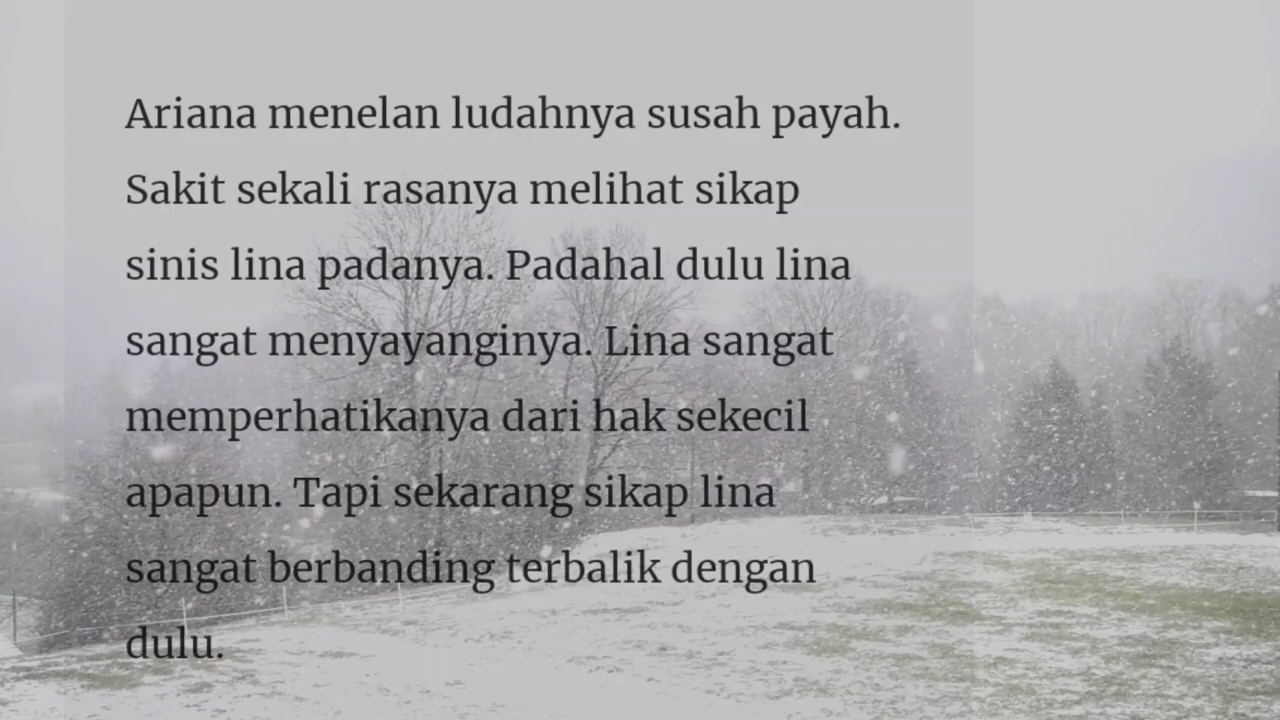 Ariana menelan ludahnya susah payah.
Sakit sekali rasanya melihat sikap
sinis lina padanya. Padahal dulu lina
sangat menyayanginya. Lina sangat
memperhatikanya dari hak sekecil
apapun. Tapi sekarang sikap lina
sangat berbanding terbalik dengan
dulu.